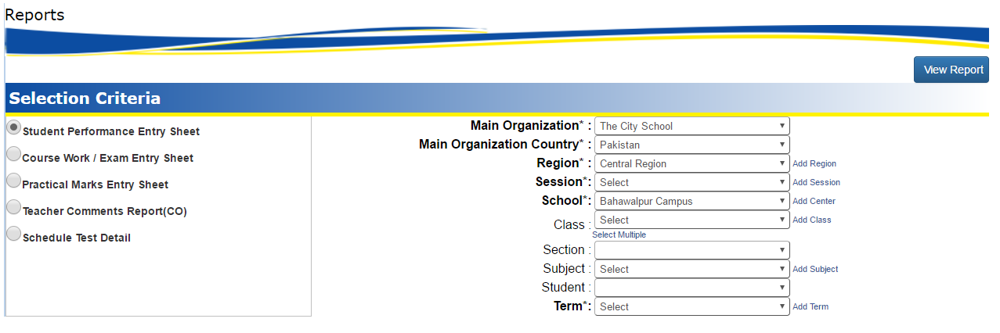 Reports
View Report
Selection Criteria
Student Performance Entry Sheet
Course Work / Exam Entry Sheet
Practical Marks Entry Sheet
Teacher Comments Report(CO)
Schedule Test Detail
Main Organization* : The City School
Main Organization Country* : Pakistan
Region* : Central Region Add Region
Session*: Select Add Session
School*: Bahawalpur Campus Add Center
Class : Select Add Class
Select Multiple
Section :
Subject : Select Add Subject
Student :
Term*: Select Add Term